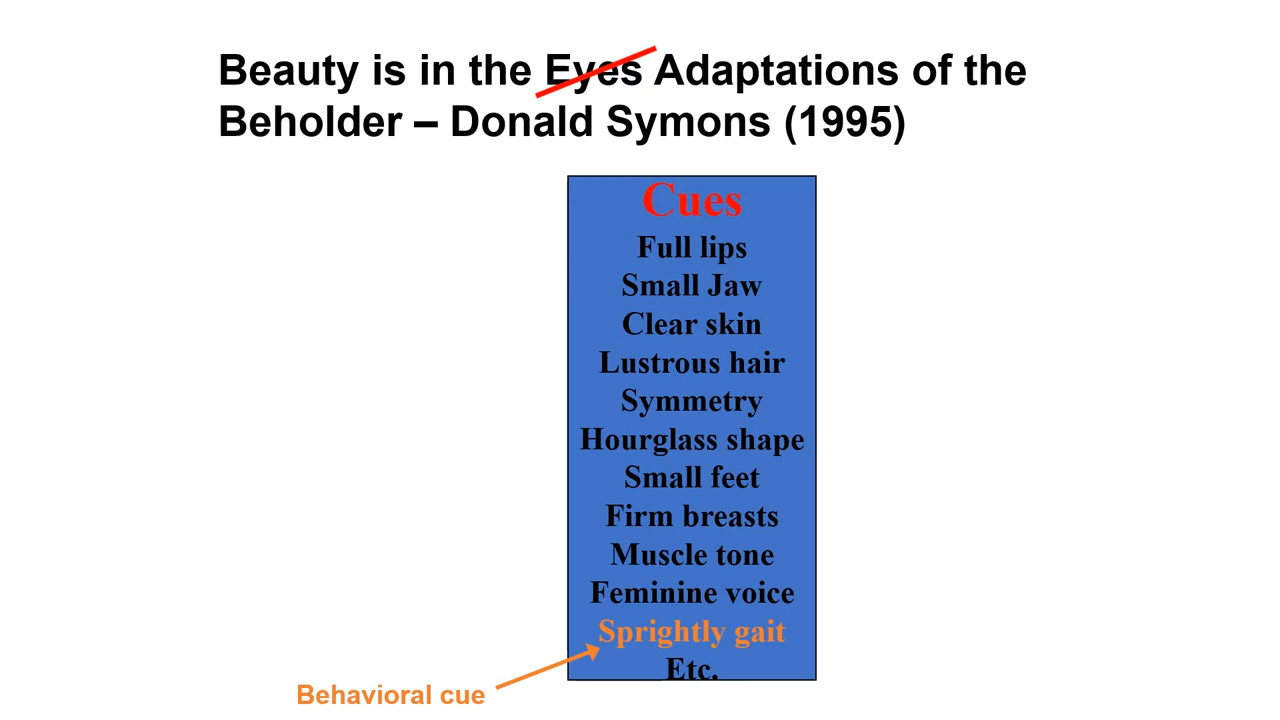 Beauty is in the Eyes Adaptations of the
Beholder – Donald Symons (1995)
Cues
Full lips
Small Jaw
Clear skin
Lustrous hair
Symmetry
Hourglass shape
Small feet
Firm breasts
Muscle tone
Feminine voice
Sprightly gait
Etc.
Behavioral cue